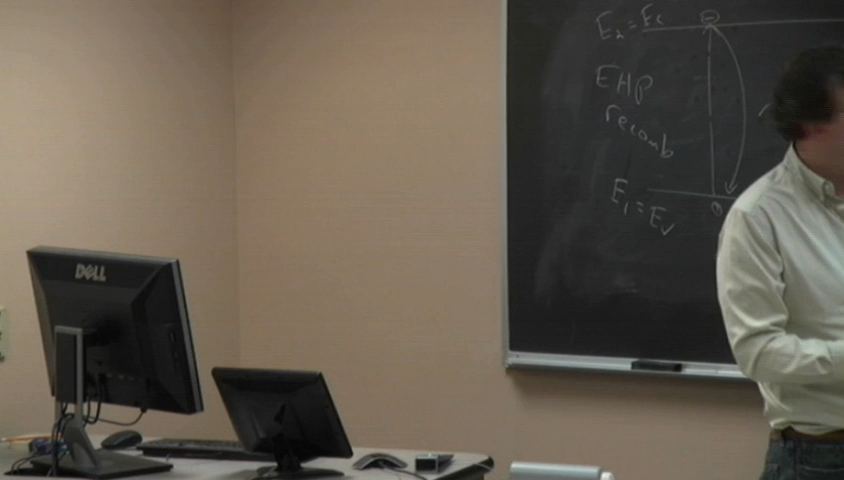 E₂ = Ec
EHP
recomb
E₁ = Ev
DELL